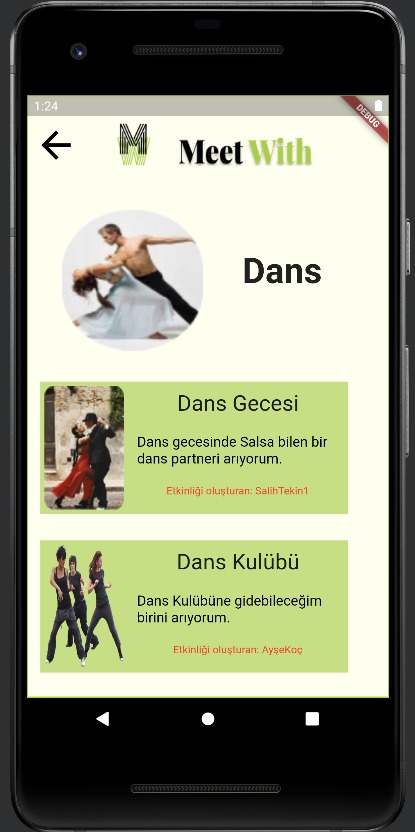 1:24
DEBUG
MW
Meet With
Dans
Dans Gecesi
Dans gecesinde Salsa bilen bir
dans partneri arıyorum.
Etkinliği oluşturan: SalihTekin1
Dans Kulübü
Dans Kulübüne gidebileceğim
birini arıyorum.
Etkinliği oluşturan: AyşeKoç